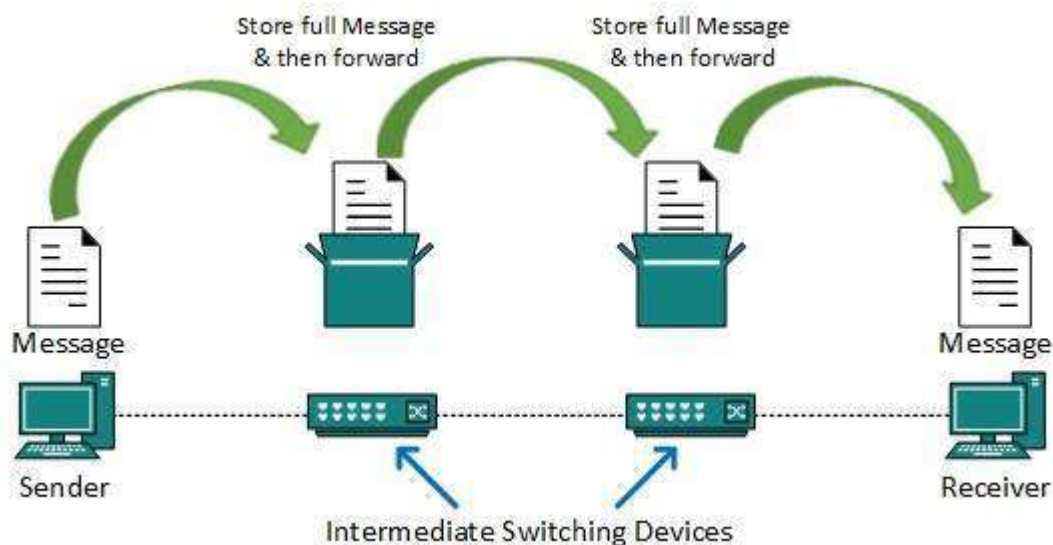 Store full Message
& then forward
Store full Message
& then forward
Message
Message
Sender
Receiver
Intermediate Switching Devices